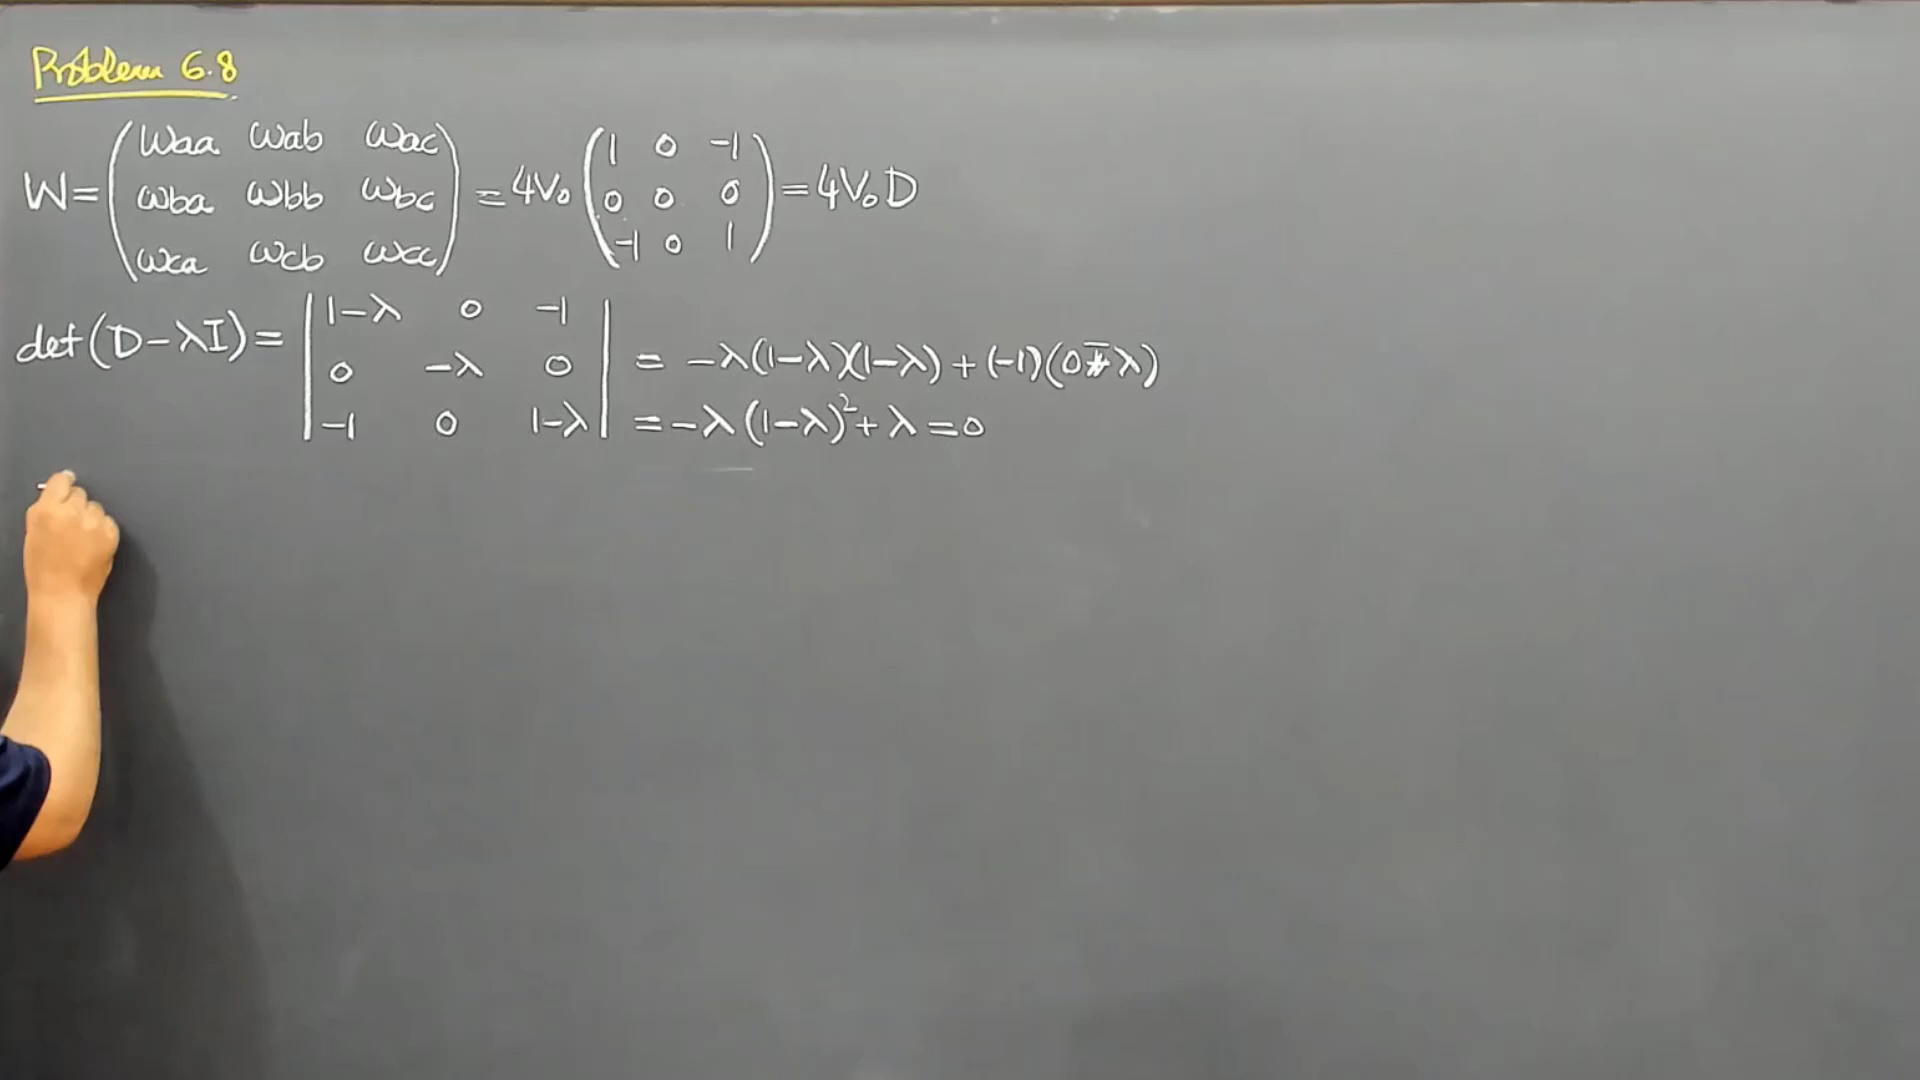 Problem 6.8
W = ( Waa Wab Wac ; Wba Wbb Wbc ; Wca Wcb Wcc ) = 4V₀ ( 1 0 -1 ; 0 0 0 ; -1 0 1 ) = 4V₀D
det(D-λI) = | 1-λ 0 -1 ; 0 -λ 0 ; -1 0 1-λ | = -λ(1-λ)(1-λ) + (-1)(0-λ)
= -λ(1-λ)² + λ = 0